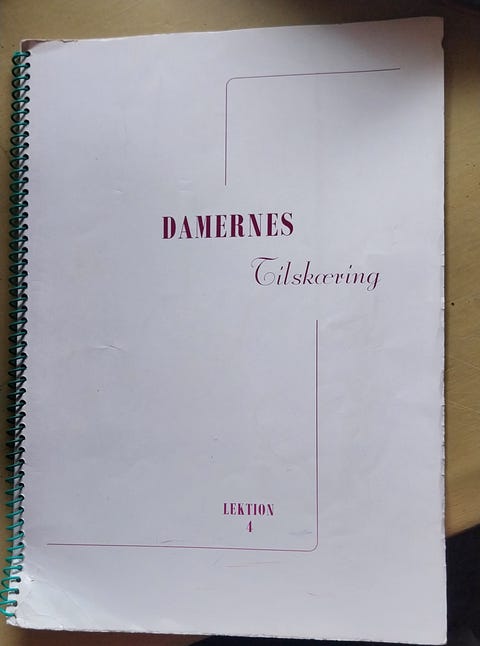 DAMERNES
Tilskæring
LEKTION
4